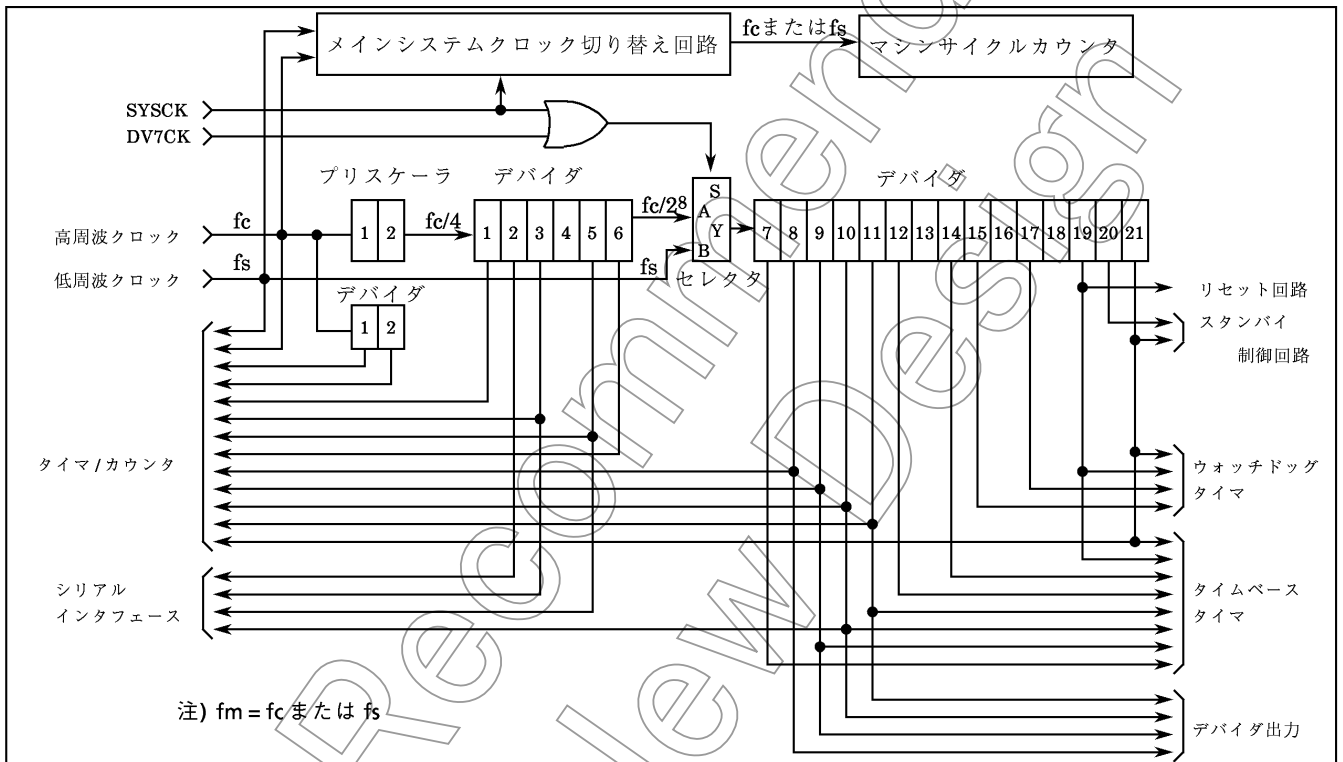 メインシステムクロック切り替え回路
fcまたはfs
マシンサイクルカウンタ
SYSCK
DV7CK
プリスケーラ
デバイダ
デバイダ
S
A
Y
B
高周波クロック
fc
1 2
fc/4
1 2 3 4 5 6
fc/2⁸
7 8 9 10 11 12 13 14 15 16 17 18 19 20 21
低周波クロック
fs
fs
セレクタ
デバイダ
1 2
リセット回路
スタンバイ
制御回路
タイマ/カウンタ
ウォッチドッグ
タイマ
シリアル
インタフェース
タイムベース
タイマ
デバイダ出力
注) fm = fc または fs
Recommend
New Design